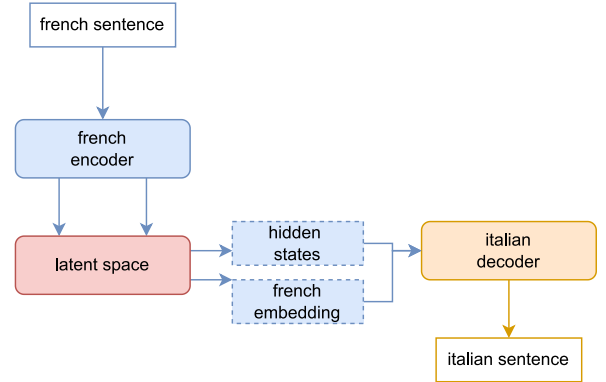 french sentence
french
encoder
latent space
hidden
states
french
embedding
italian
decoder
italian sentence